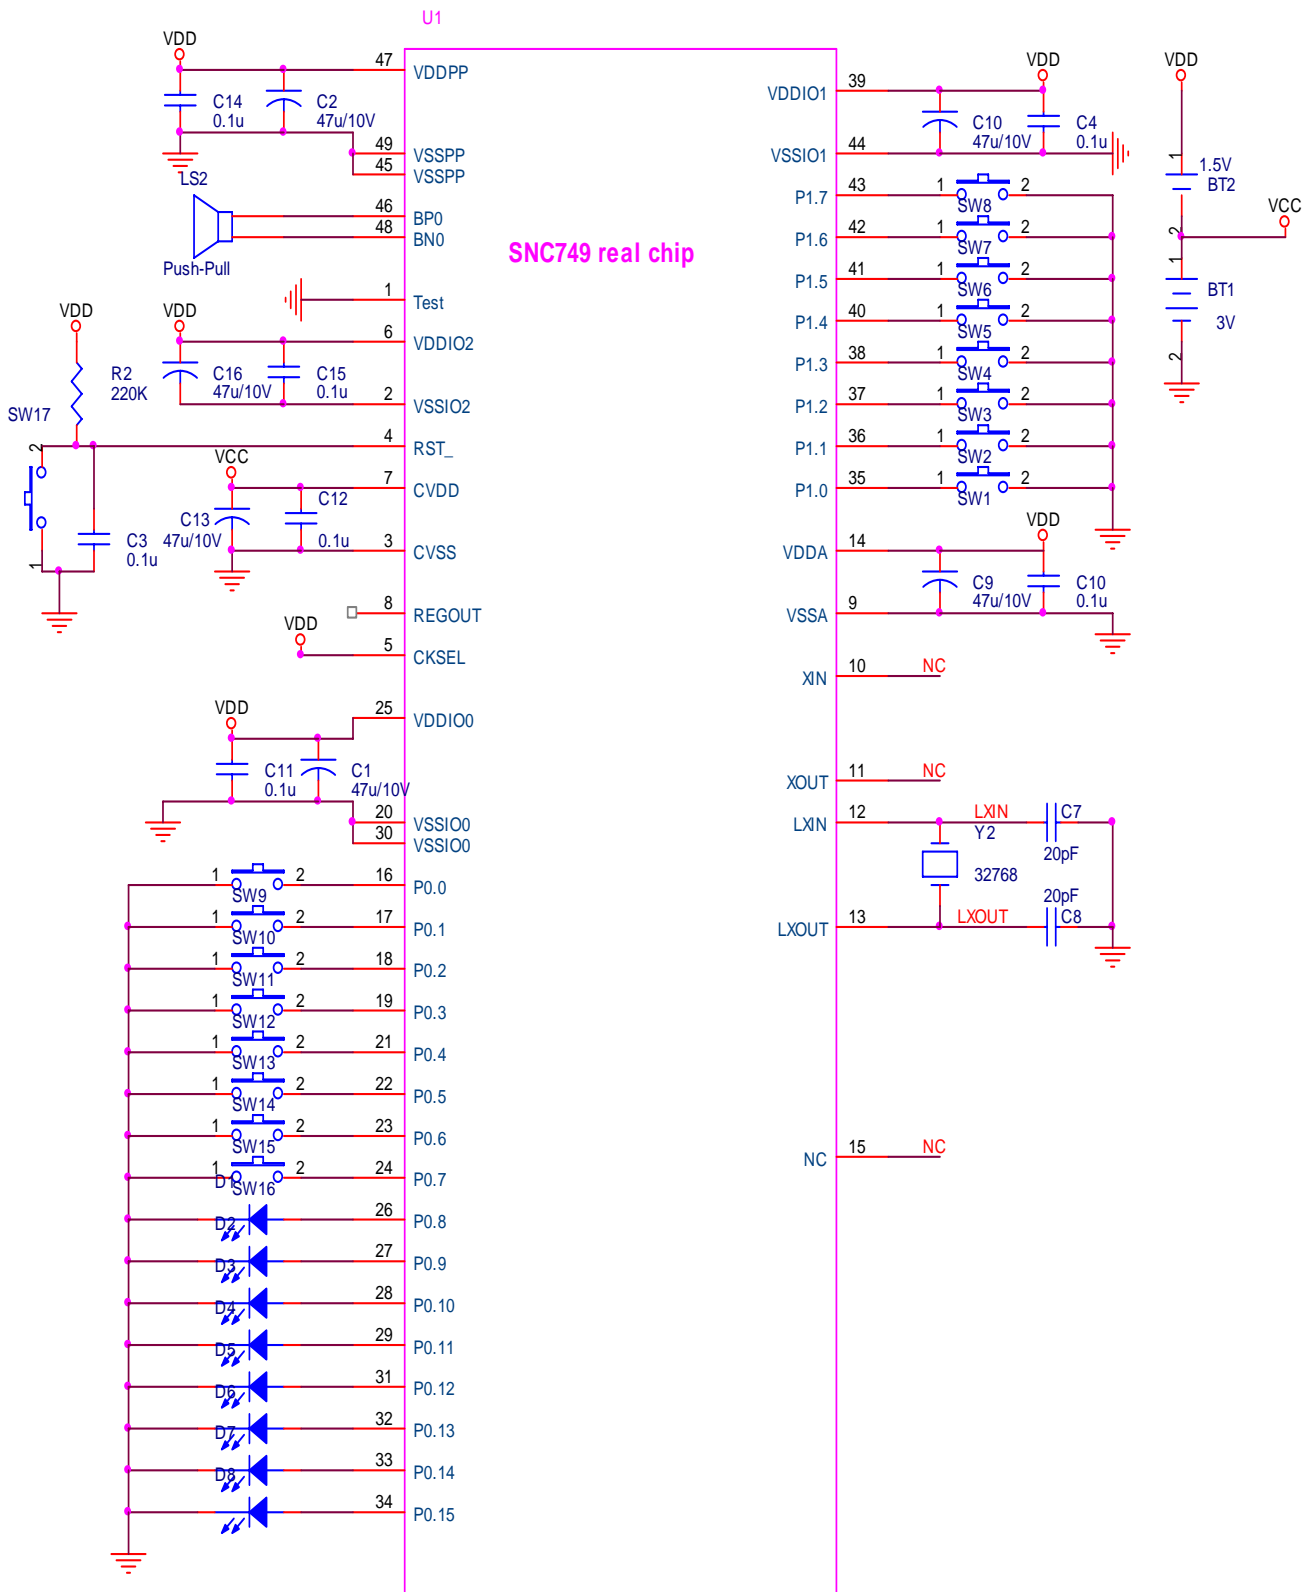 U1
SNC749 real chip
VDD
47 VDDPP
C14
0.1u
C2
47u/10V
49 VSSPP
45 VSSPP
LS2
46 BP0
48 BN0
Push-Pull
1 Test
VDD
VDD
6 VDDIO2
R2
220K
C16
47u/10V
C15
0.1u
2 VSSIO2
SW17
2
1
4 RST_
VCC
7 CVDD
C13
47u/10V
C12
0.1u
C3
0.1u
3 CVSS
8 REGOUT
VDD
5 CKSEL
VDD
25 VDDIO0
C11
0.1u
C1
47u/10V
20 VSSIO0
30 VSSIO0
1 SW9 2 16 P0.0
1 SW10 2 17 P0.1
1 SW11 2 18 P0.2
1 SW12 2 19 P0.3
1 SW13 2 21 P0.4
1 SW14 2 22 P0.5
1 SW15 2 23 P0.6
1 SW16 2 24 P0.7
D1 26 P0.8
D2 27 P0.9
D3 28 P0.10
D4 29 P0.11
D5 31 P0.12
D6 32 P0.13
D7 33 P0.14
D8 34 P0.15
VDD
VDDIO1 39
C10
47u/10V
C4
0.1u
VSSIO1 44
P1.7 43 1 SW8 2
P1.6 42 1 SW7 2
P1.5 41 1 SW6 2
P1.4 40 1 SW5 2
P1.3 38 1 SW4 2
P1.2 37 1 SW3 2
P1.1 36 1 SW2 2
P1.0 35 1 SW1 2
VDD
VDDA 14
C9
47u/10V
C10
0.1u
VSSA 9
XIN 10 NC
XOUT 11 NC
LXIN 12 LXIN C7
Y2
20pF
32768
20pF
LXOUT 13 LXOUT C8
NC 15 NC
VDD
1
1.5V
BT2
2
VCC
1
BT1
3V
2